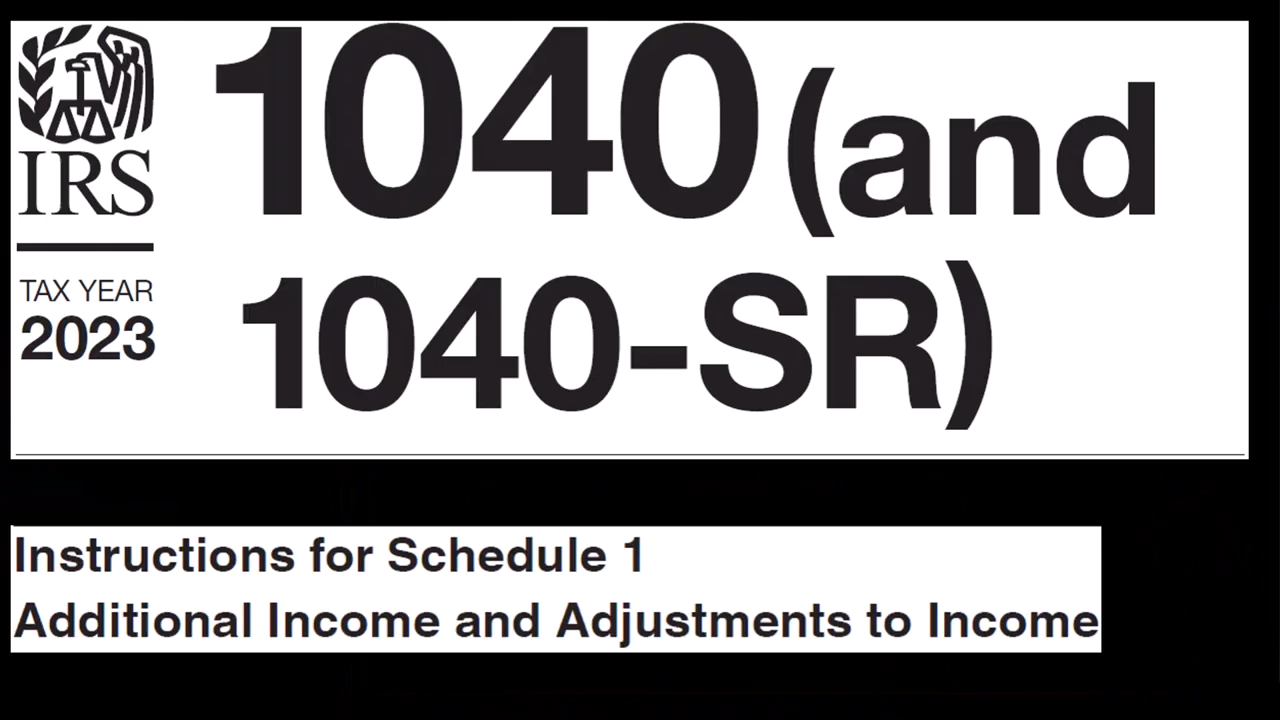 1040 (and
1040-SR)
IRS
TAX YEAR
2023
Instructions for Schedule 1
Additional Income and Adjustments to Income